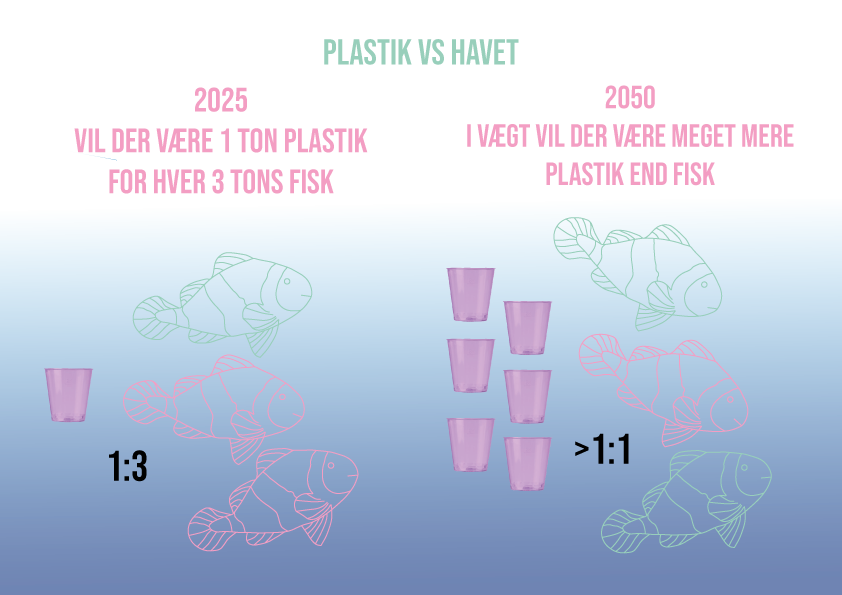 PLASTIK VS HAVET
2025
VIL DER VÆRE 1 TON PLASTIK
FOR HVER 3 TONS FISK
2050
I VÆGT VIL DER VÆRE MEGET MERE
PLASTIK END FISK
1:3
>1:1